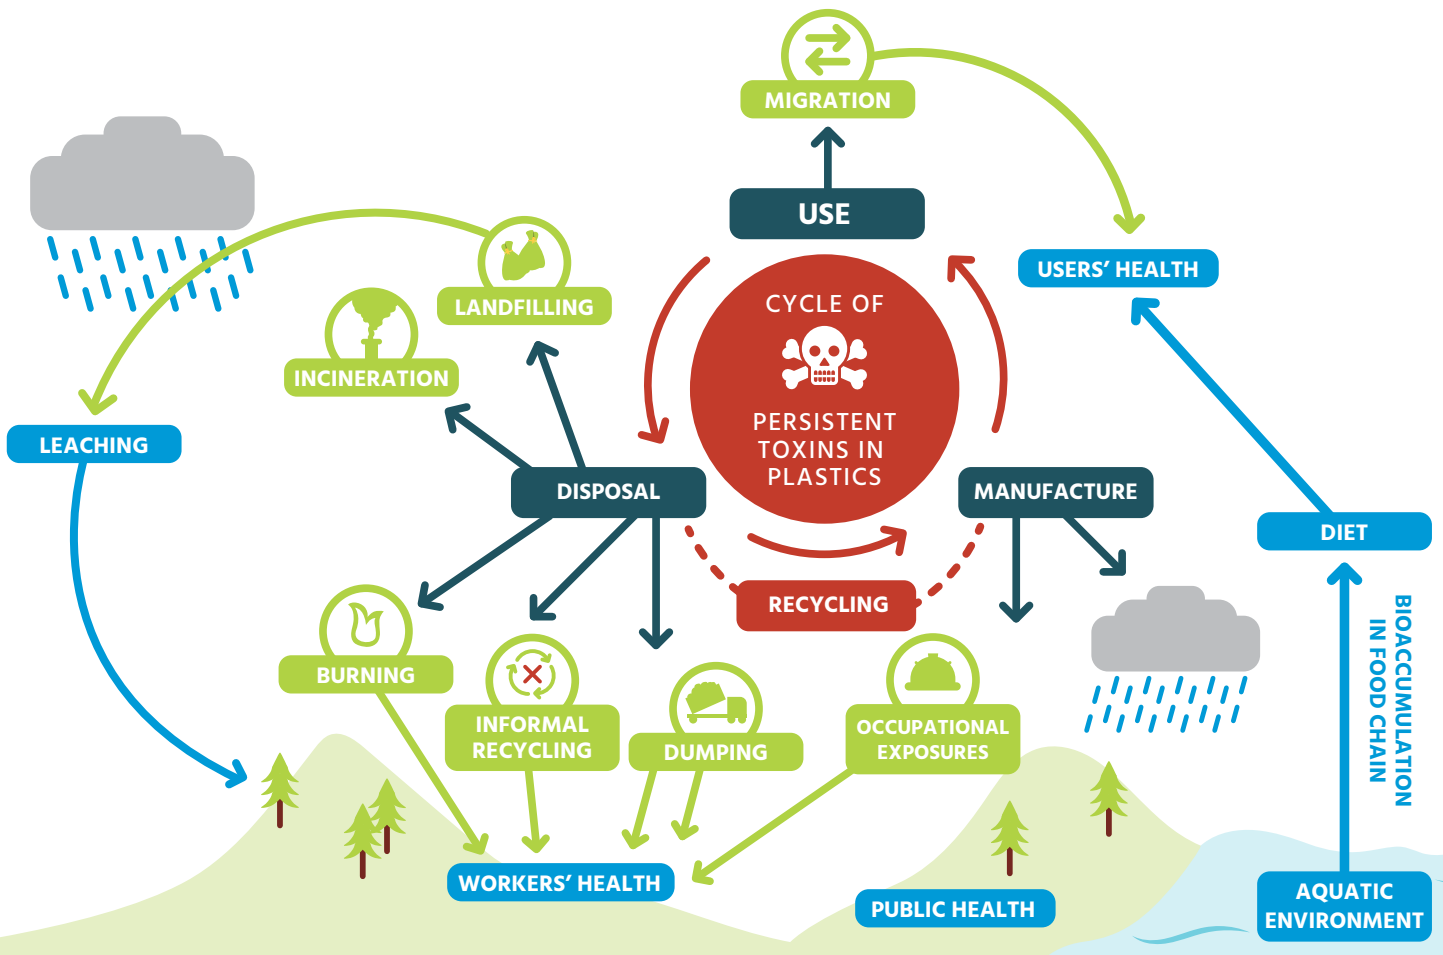 MIGRATION
USE
USERS’ HEALTH
CYCLE OF
PERSISTENT
TOXINS IN
PLASTICS
LANDFILLING
INCINERATION
LEACHING
DISPOSAL
MANUFACTURE
DIET
RECYCLING
BIOACCUMULATION
IN FOOD CHAIN
BURNING
INFORMAL
RECYCLING
DUMPING
OCCUPATIONAL
EXPOSURES
WORKERS’ HEALTH
PUBLIC HEALTH
AQUATIC
ENVIRONMENT